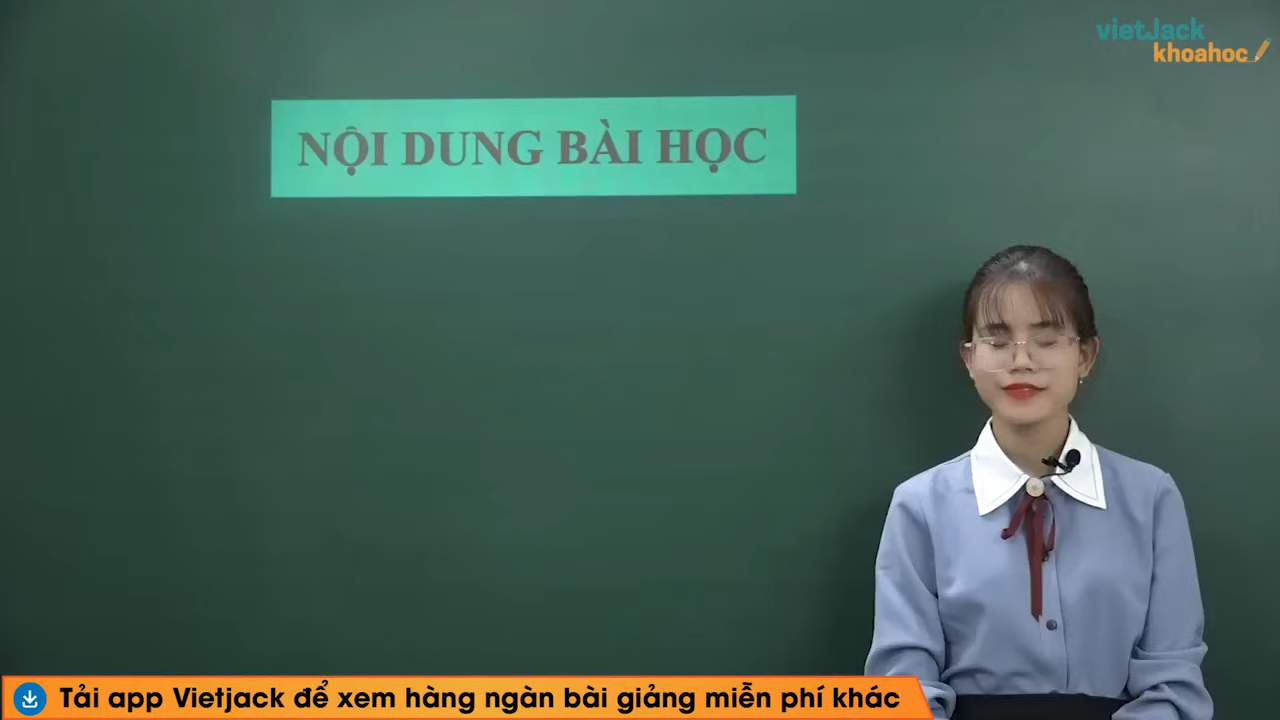 vietJack
khoahoc
NỘI DUNG BÀI HỌC
Tải app Vietjack để xem hàng ngàn bài giảng miễn phí khác